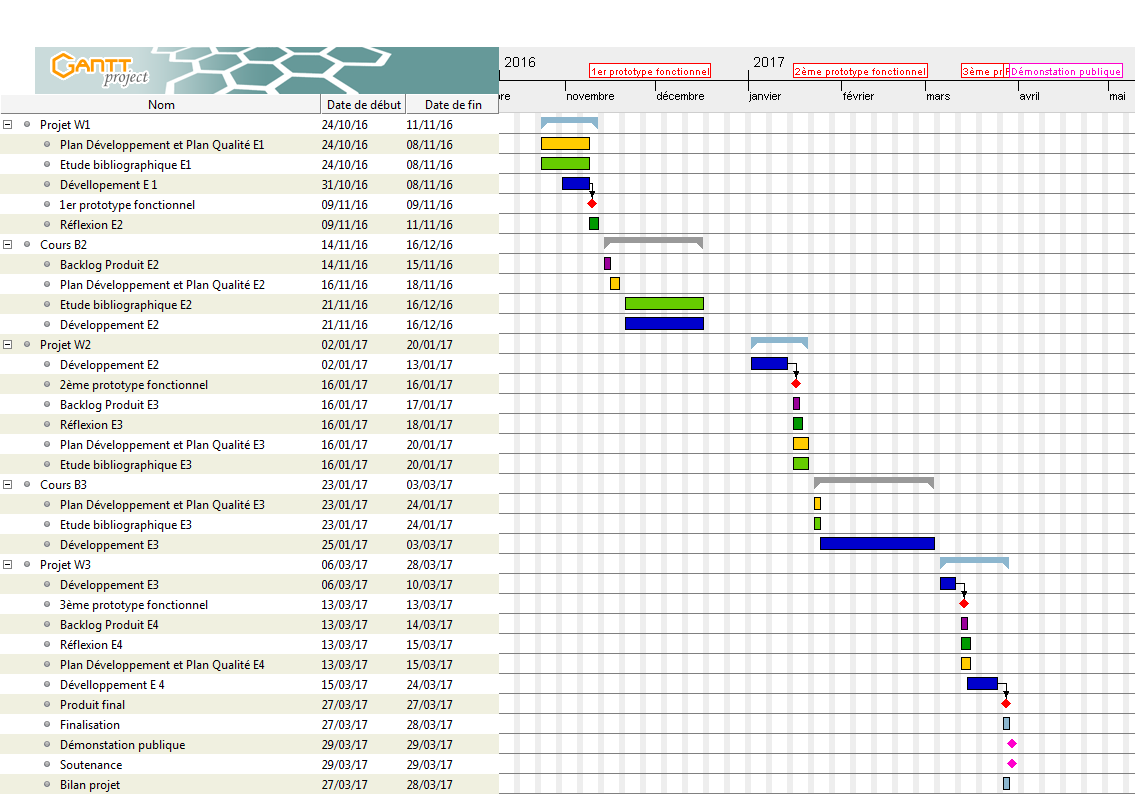 GANTT
project
2016
2017
1er prototype fonctionnel
2ème prototype fonctionnel
3ème pr
Démonstation publique
bre
novembre
décembre
janvier
février
mars
avril
mai
Nom Date de début Date de fin
Projet W1 24/10/16 11/11/16
Plan Développement et Plan Qualité E1 24/10/16 08/11/16
Etude bibliographique E1 24/10/16 08/11/16
Dévellopement E 1 31/10/16 08/11/16
1er prototype fonctionnel 09/11/16 09/11/16
Réflexion E2 09/11/16 11/11/16
Cours B2 14/11/16 16/12/16
Backlog Produit E2 14/11/16 15/11/16
Plan Développement et Plan Qualité E2 16/11/16 18/11/16
Etude bibliographique E2 21/11/16 16/12/16
Développement E2 21/11/16 16/12/16
Projet W2 02/01/17 20/01/17
Développement E2 02/01/17 13/01/17
2ème prototype fonctionnel 16/01/17 16/01/17
Backlog Produit E3 16/01/17 17/01/17
Réflexion E3 16/01/17 18/01/17
Plan Développement et Plan Qualité E3 16/01/17 20/01/17
Etude bibliographique E3 16/01/17 20/01/17
Cours B3 23/01/17 03/03/17
Plan Développement et Plan Qualité E3 23/01/17 24/01/17
Etude bibliographique E3 23/01/17 24/01/17
Développement E3 25/01/17 03/03/17
Projet W3 06/03/17 28/03/17
Développement E3 06/03/17 10/03/17
3ème prototype fonctionnel 13/03/17 13/03/17
Backlog Produit E4 13/03/17 14/03/17
Réflexion E4 13/03/17 15/03/17
Plan Développement et Plan Qualité E4 13/03/17 15/03/17
Dévelloppement E 4 15/03/17 24/03/17
Produit final 27/03/17 27/03/17
Finalisation 27/03/17 28/03/17
Démonstation publique 29/03/17 29/03/17
Soutenance 29/03/17 29/03/17
Bilan projet 27/03/17 28/03/17